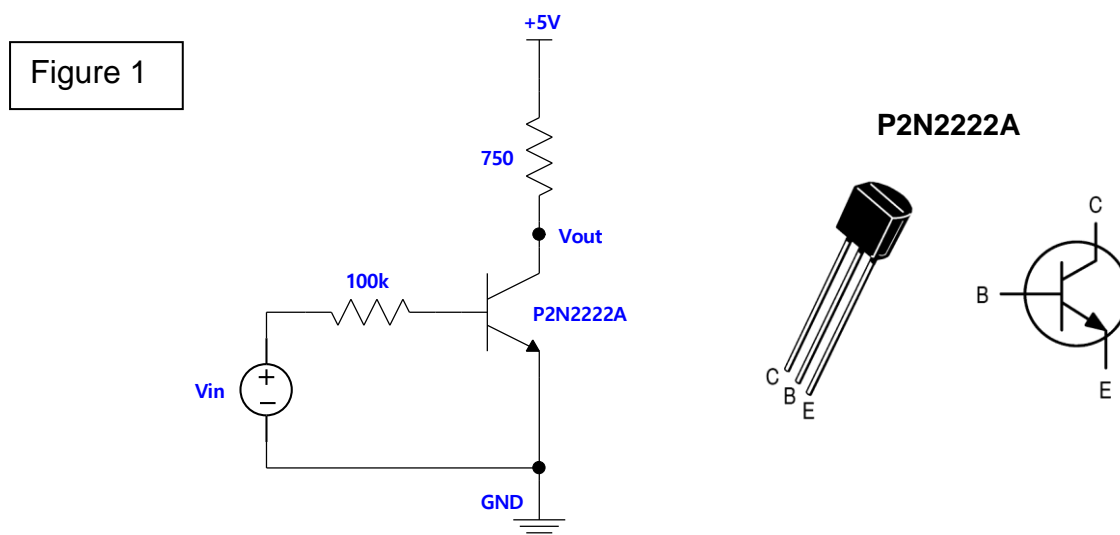 Figure 1
+5V
750
Vout
100k
P2N2222A
Vin
+
−
GND
P2N2222A
C
B
E
C
B
E